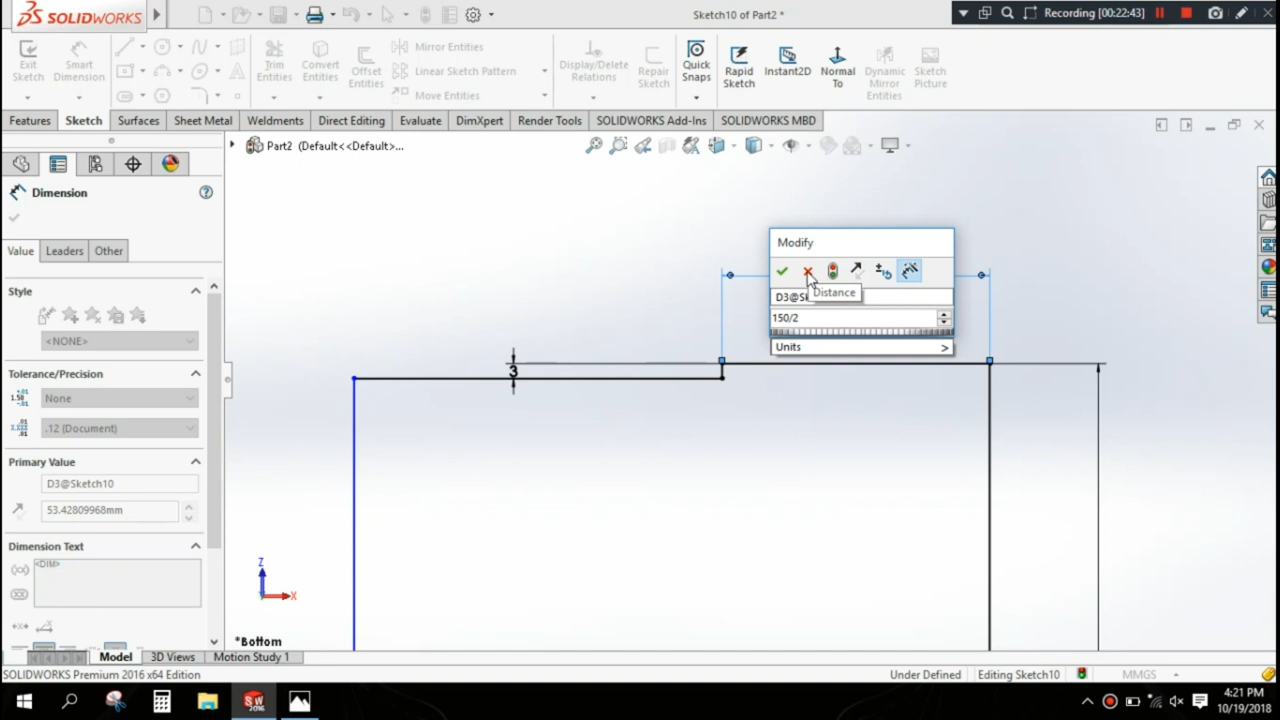 SOLIDWORKS
Sketch10 of Part2 *
Recording [00:22:43]
Exit Sketch
Smart Dimension
Trim Entities
Convert Entities
Offset Entities
Mirror Entities
Linear Sketch Pattern
Move Entities
Display/Delete Relations
Repair Sketch
Quick Snaps
Rapid Sketch
Instant2D
Normal To
Dynamic Mirror Entities
Sketch Picture
Features
Sketch
Surfaces
Sheet Metal
Weldments
Direct Editing
Evaluate
DimXpert
Render Tools
SOLIDWORKS Add-Ins
SOLIDWORKS MBD
Part2 (Default<<Default>...
Dimension
Value
Leaders
Other
Style
<NONE>
Tolerance/Precision
None
.12 (Document)
Primary Value
D3@Sketch10
53.42809968mm
Dimension Text
<DIM>
Modify
D3@Sk
Distance
150/2
Units
3
Z
X
*Bottom
Model
3D Views
Motion Study 1
SOLIDWORKS Premium 2016 x64 Edition
Under Defined
Editing Sketch10
MMGS
4:21 PM
10/19/2018